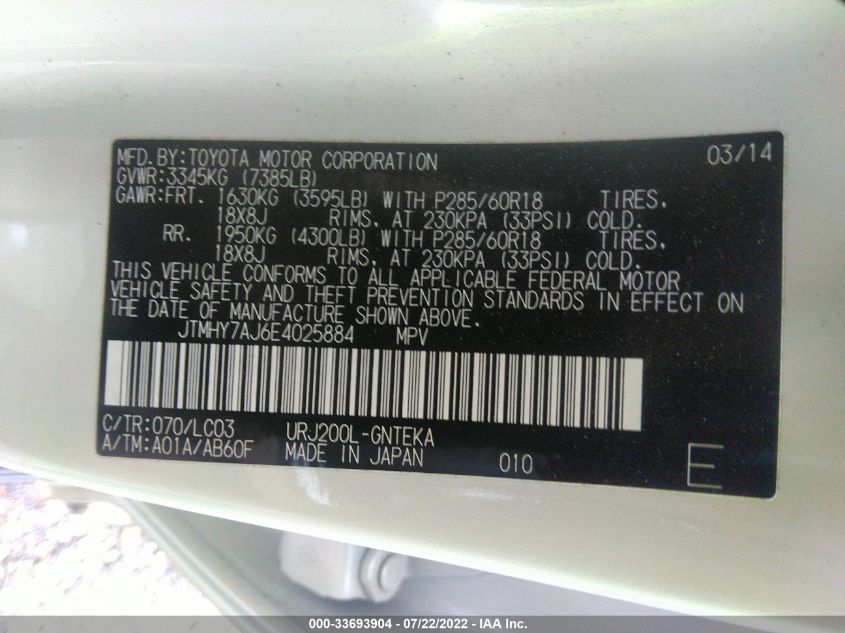 MFD.BY:TOYOTA MOTOR CORPORATION 03/14
GVWR:3345KG (7385LB)
GAWR:FRT. 1630KG (3595LB) WITH P285/60R18 TIRES,
18X8J RIMS, AT 230KPA (33PSI) COLD.
RR. 1950KG (4300LB) WITH P285/60R18 TIRES,
18X8J RIMS, AT 230KPA (33PSI) COLD.
THIS VEHICLE CONFORMS TO ALL APPLICABLE FEDERAL MOTOR
VEHICLE SAFETY AND THEFT PREVENTION STANDARDS IN EFFECT ON
THE DATE OF MANUFACTURE SHOWN ABOVE.
JTMHY7AJ6E4025884 MPV
C/TR:070/LC03 URJ200L-GNTEKA
A/TM:A01A/AB60F MADE IN JAPAN 010 E
000-33693904 - 07/22/2022 - IAA Inc.